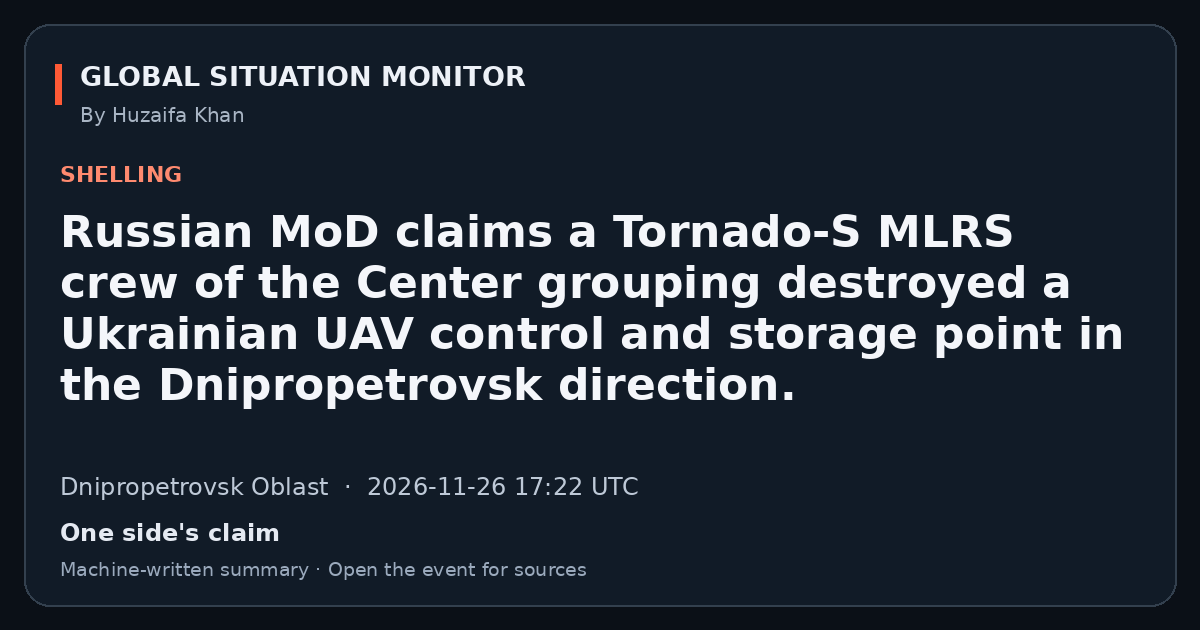 GLOBAL SITUATION MONITOR
By Huzaifa Khan
SHELLING
Russian MoD claims a Tornado-S MLRS
crew of the Center grouping destroyed a
Ukrainian UAV control and storage point in
the Dnipropetrovsk direction.
Dnipropetrovsk Oblast · 2026-11-26 17:22 UTC
One side's claim
Machine-written summary · Open the event for sources